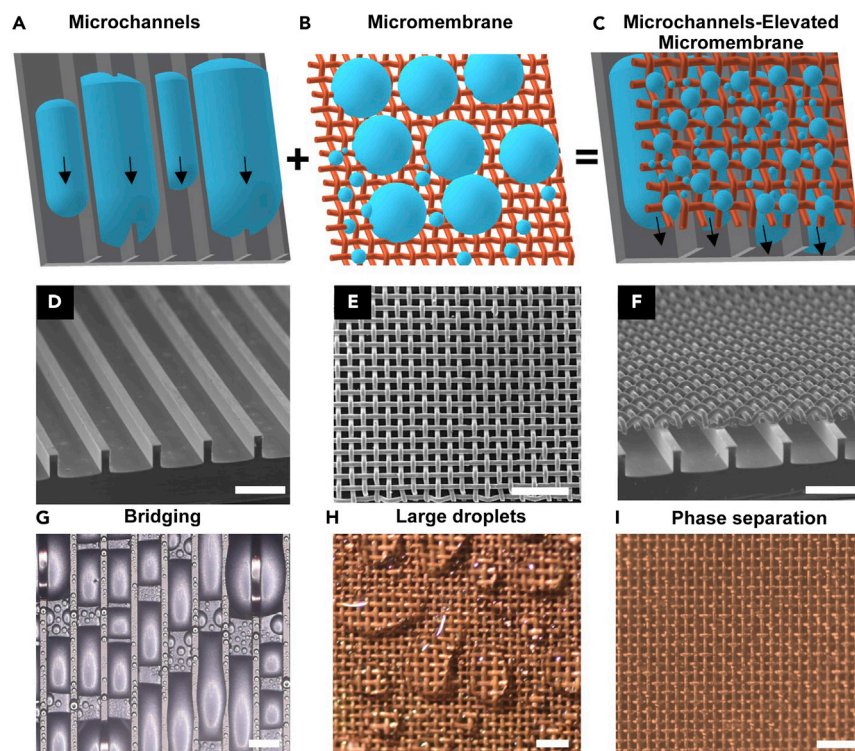 A Microchannels
B Micromembrane
C Microchannels-Elevated
Micromembrane
+
=
D
E
F
G Bridging
H Large droplets
I Phase separation